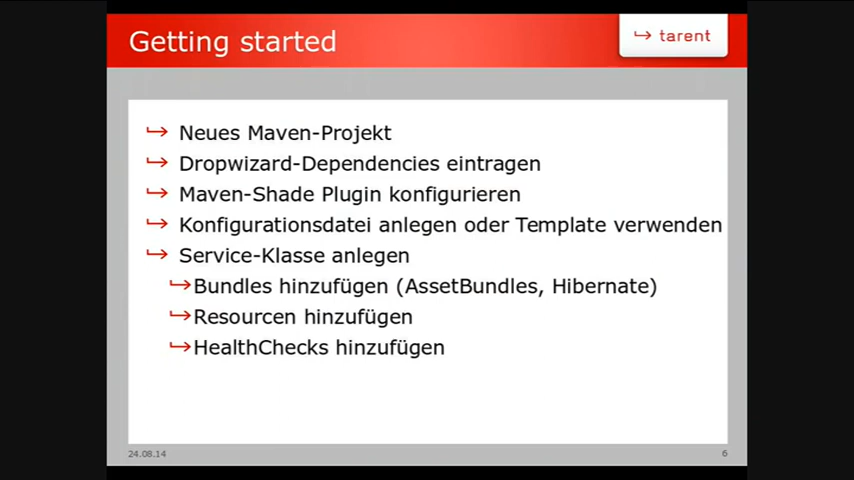 Getting started
tarent
Neues Maven-Projekt
Dropwizard-Dependencies eintragen
Maven-Shade Plugin konfigurieren
Konfigurationsdatei anlegen oder Template verwenden
Service-Klasse anlegen
Bundles hinzufügen (AssetBundles, Hibernate)
Resourcen hinzufügen
HealthChecks hinzufügen
24.08.14
6